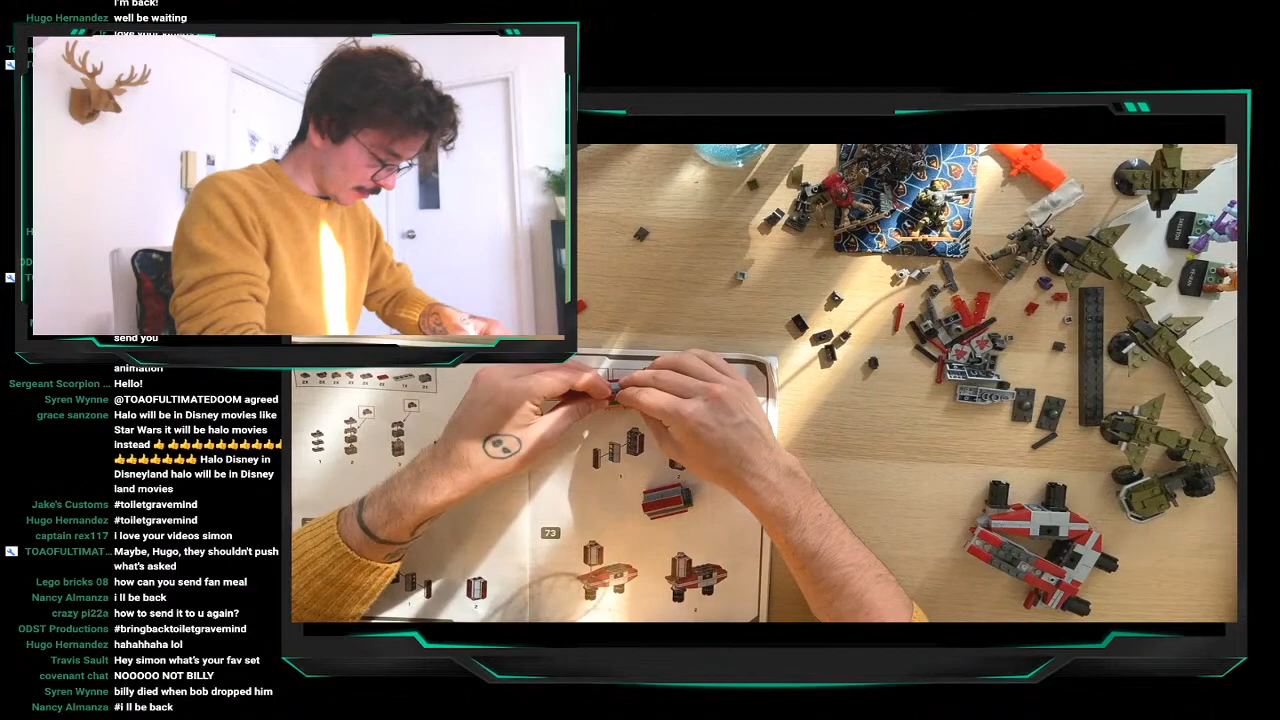 I'm back!
Hugo Hernandez well be waiting
send you
animation
Sergeant Scorpion ... Hello!
Syren Wynne @TOAOFULTIMATEDOOM agreed
grace sanzone Halo will be in Disney movies like
Star Wars it will be halo movies
instead 👍👍👍👍👍👍👍👍👍👍👍
👍👍👍👍👍👍👍 Halo Disney in
Disneyland halo will be in Disney
land movies
Jake's Customs #toiletgravemind
Hugo Hernandez #toiletgravemind
captain rex117 i love your videos simon
TOAOFULTIMAT... Maybe, Hugo, they shouldn't push
what's asked
Lego bricks 08 how can you send fan meal
Nancy Almanza i ll be back
crazy pi22a how to send it to u again?
ODST Productions #bringbacktoiletgravemind
Hugo Hernandez hahahhaha lol
Travis Sault Hey simon what's your fav set
covenant chat NOOOOO NOT BILLY
Syren Wynne billy died when bob dropped him
Nancy Almanza #i ll be back
73